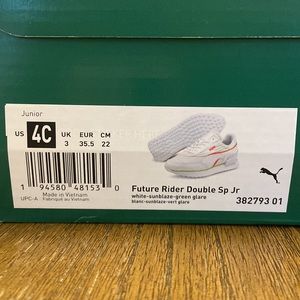 Junior
US 4C UK 3 EUR 35.5 CM 22
1 94580 48153 0
UPC-A
Made in Vietnam
Fabriqué au Vietnam
Future Rider Double Sp Jr
white-sunblaze-green glare
blanc-sunblaze-vert glare
382793 01